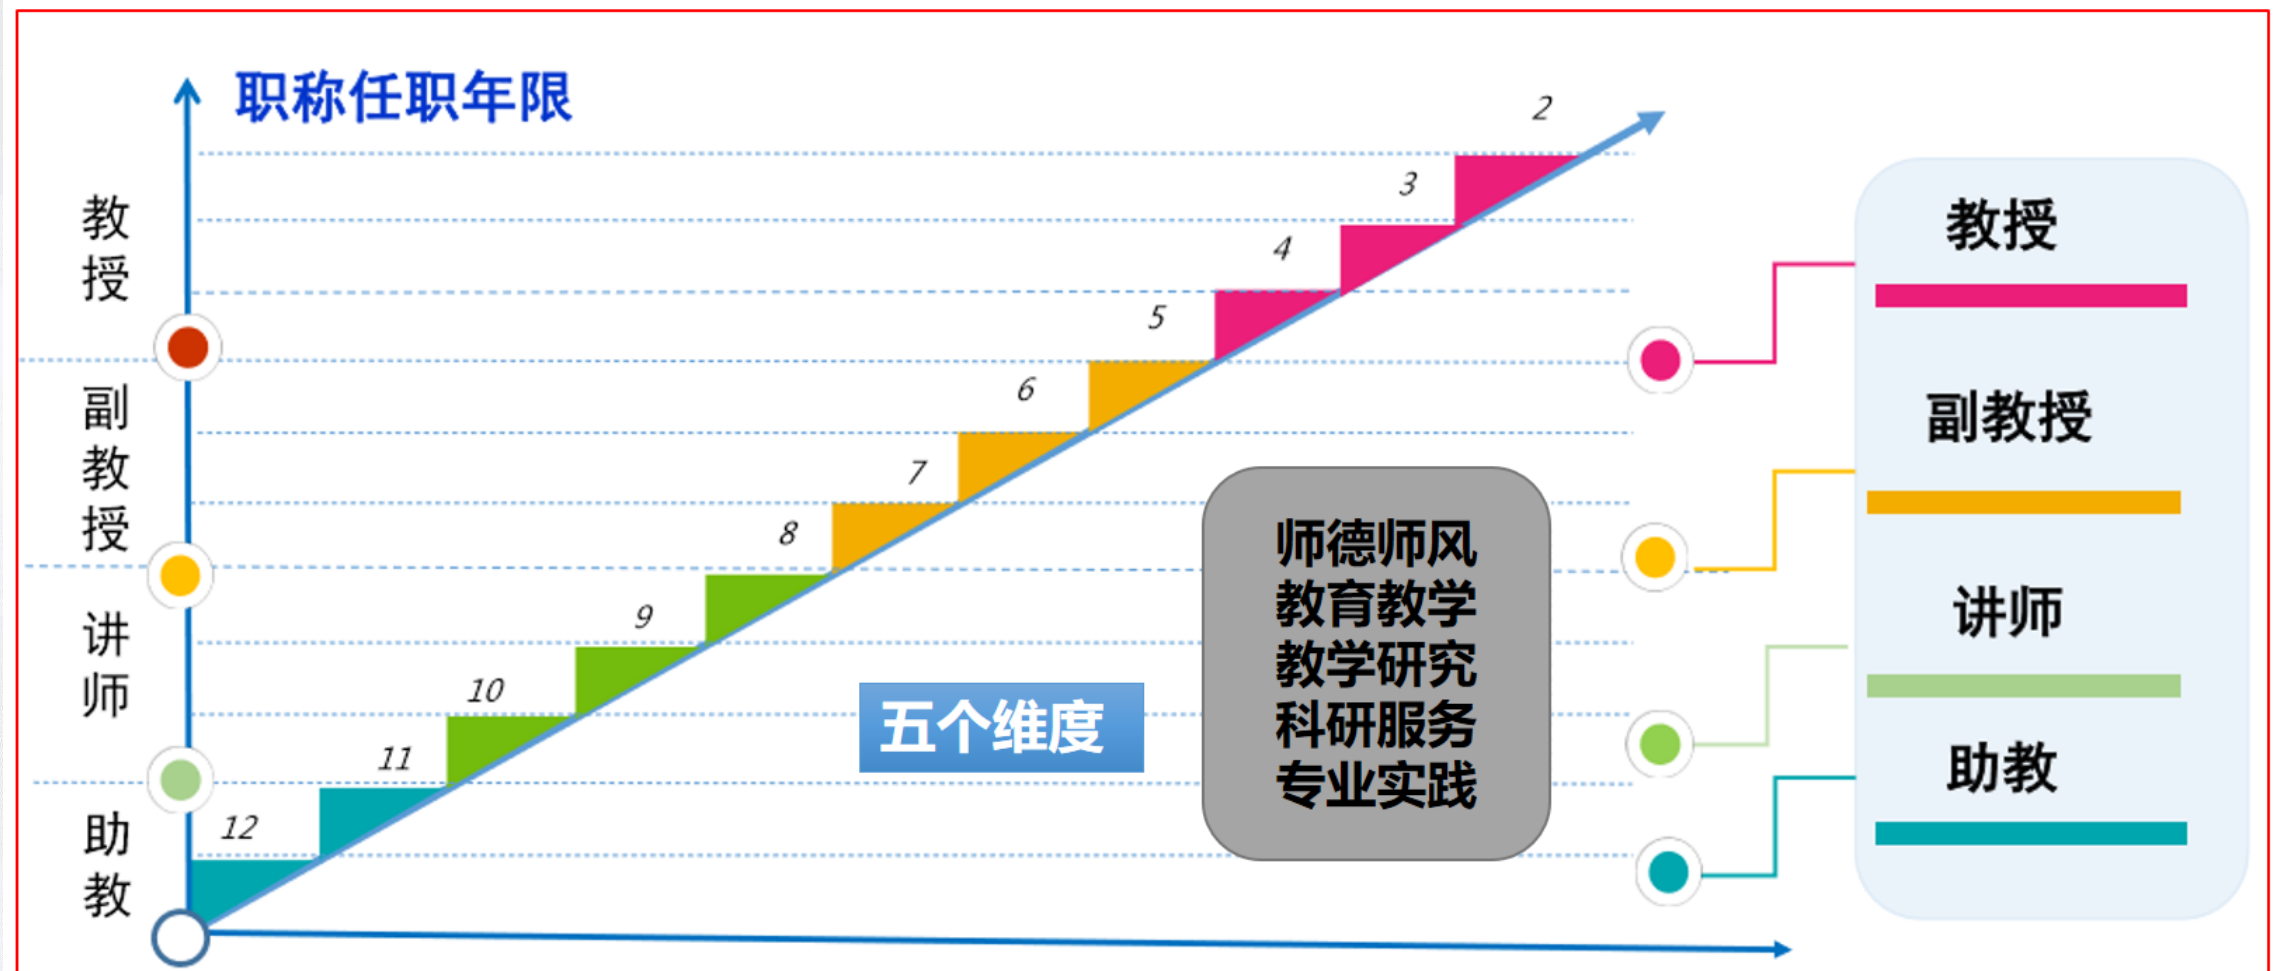 职称任职年限
教授
副教授
讲师
助教
2
3
4
5
6
7
8
9
10
11
12
五个维度
师德师风
教育教学
教学研究
科研服务
专业实践
教授
副教授
讲师
助教